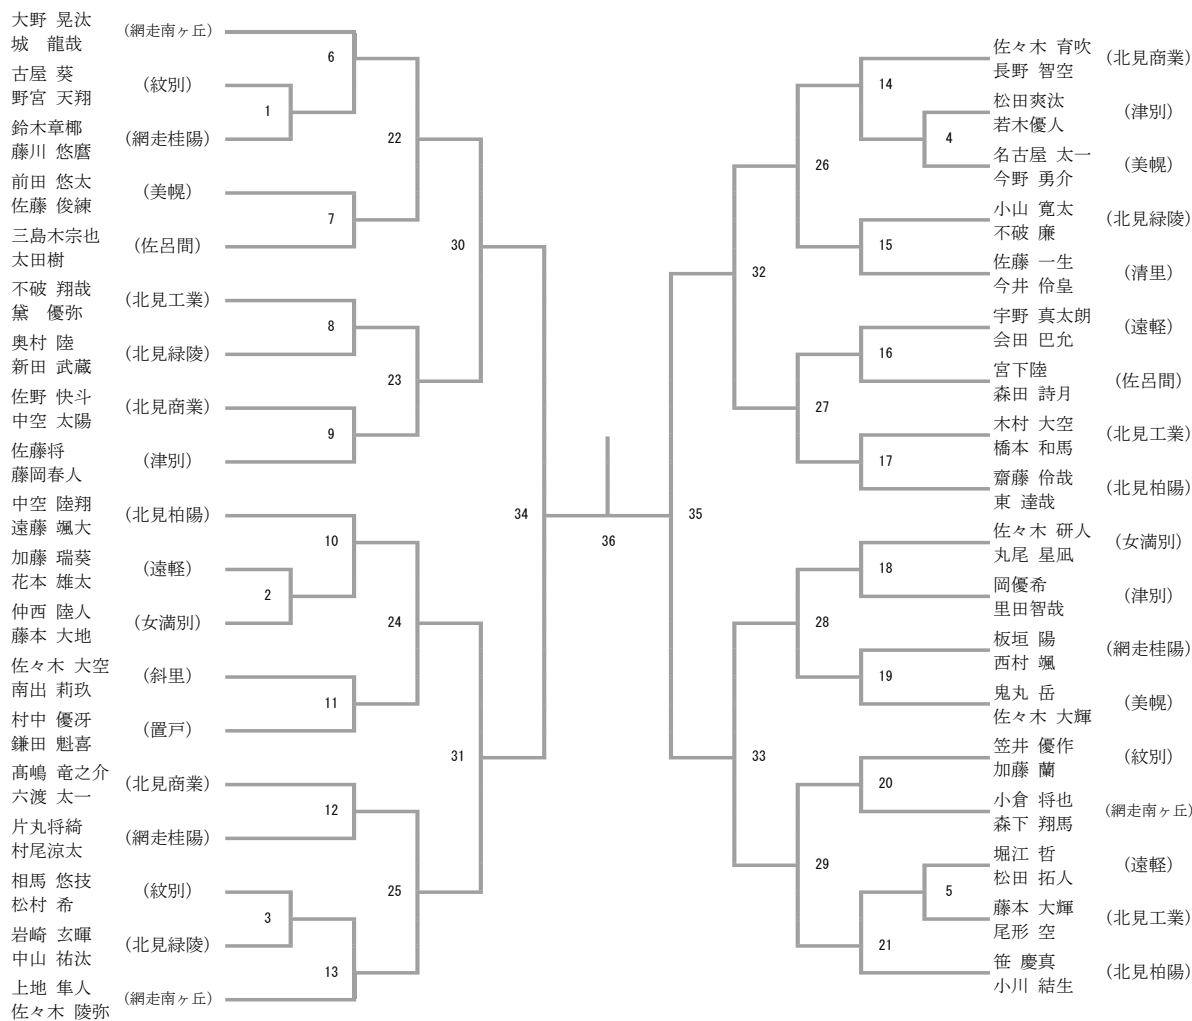 大野 晃汰
城 龍哉
(網走南ヶ丘)
6
古屋 葵
野宮 天翔
(紋別)
1
鈴木章椰
藤川 悠麿
(網走桂陽)
22
前田 悠太
佐藤 俊練
(美幌)
7
三島木宗也
太田樹
(佐呂間)
30
不破 翔哉
黛 優弥
(北見工業)
8
奥村 陸
新田 武蔵
(北見緑陵)
23
佐野 快斗
中空 太陽
(北見商業)
9
佐藤将
藤岡春人
(津別)
34
中空 陸翔
遠藤 颯大
(北見柏陽)
10
加藤 瑞葵
花本 雄太
(遠軽)
2
仲西 陸人
藤本 大地
(女満別)
24
佐々木 大空
南出 莉玖
(斜里)
11
村中 優冴
鎌田 魁喜
(置戸)
31
髙嶋 竜之介
六渡 太一
(北見商業)
12
片丸将綺
村尾涼太
(網走桂陽)
25
相馬 悠技
松村 希
(紋別)
3
岩崎 玄暉
中山 祐汰
(北見緑陵)
13
上地 隼人
佐々木 陵弥
(網走南ヶ丘)
36
佐々木 育吹
長野 智空
(北見商業)
14
松田爽汰
若木優人
(津別)
4
名古屋 太一
今野 勇介
(美幌)
26
小山 寛太
不破 廉
(北見緑陵)
15
佐藤 一生
今井 伶皇
(清里)
32
宇野 真太朗
会田 巴允
(遠軽)
16
宮下陸
森田 詩月
(佐呂間)
27
木村 大空
橋本 和馬
(北見工業)
17
齋藤 伶哉
東 達哉
(北見柏陽)
35
佐々木 研人
丸尾 星凪
(女満別)
18
岡優希
里田智哉
(津別)
28
板垣 陽
西村 颯
(網走桂陽)
19
鬼丸 岳
佐々木 大輝
(美幌)
33
笠井 優作
加藤 蘭
(紋別)
20
小倉 将也
森下 翔馬
(網走南ヶ丘)
29
堀江 哲
松田 拓人
(遠軽)
5
藤本 大輝
尾形 空
(北見工業)
21
笹 慶真
小川 結生
(北見柏陽)